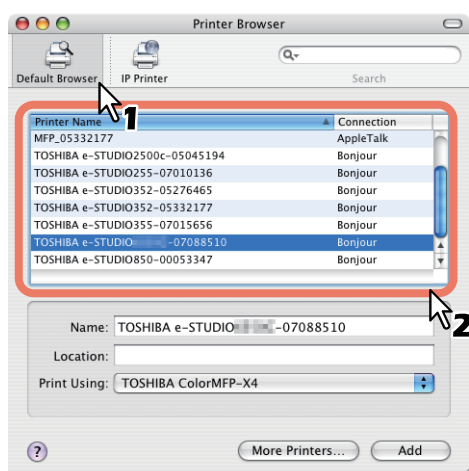 Printer Browser
Default Browser IP Printer Search
1
Printer Name Connection
MFP_05332177 AppleTalk
TOSHIBA e-STUDIO2500c-05045194 Bonjour
TOSHIBA e-STUDIO255-07010136 Bonjour
TOSHIBA e-STUDIO352-05276465 Bonjour
TOSHIBA e-STUDIO352-05332177 Bonjour
TOSHIBA e-STUDIO355-07015656 Bonjour
TOSHIBA e-STUDIO -07088510 Bonjour
TOSHIBA e-STUDIO850-00053347 Bonjour
2
Name: TOSHIBA e-STUDIO -07088510
Location:
Print Using: TOSHIBA ColorMFP-X4
? More Printers... Add